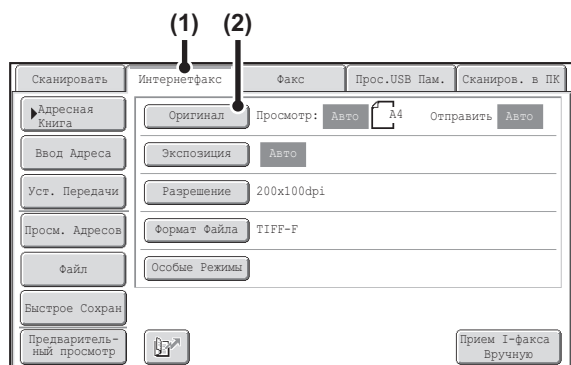 (1) (2)
Сканировать Интернетфакс Факс Прос.USB Пам. Сканиров. в ПК
Адресная
Книга
Оригинал Просмотр: Авто A4 Отправить Авто
Ввод Адреса Экспозиция Авто
Уст. Передачи Разрешение 200x100dpi
Просм. Адресов Формат Файла TIFF-F
Файл Особые Режимы
Быстрое Сохран
Предваритель-
ный просмотр
Прием I-факса
Вручную